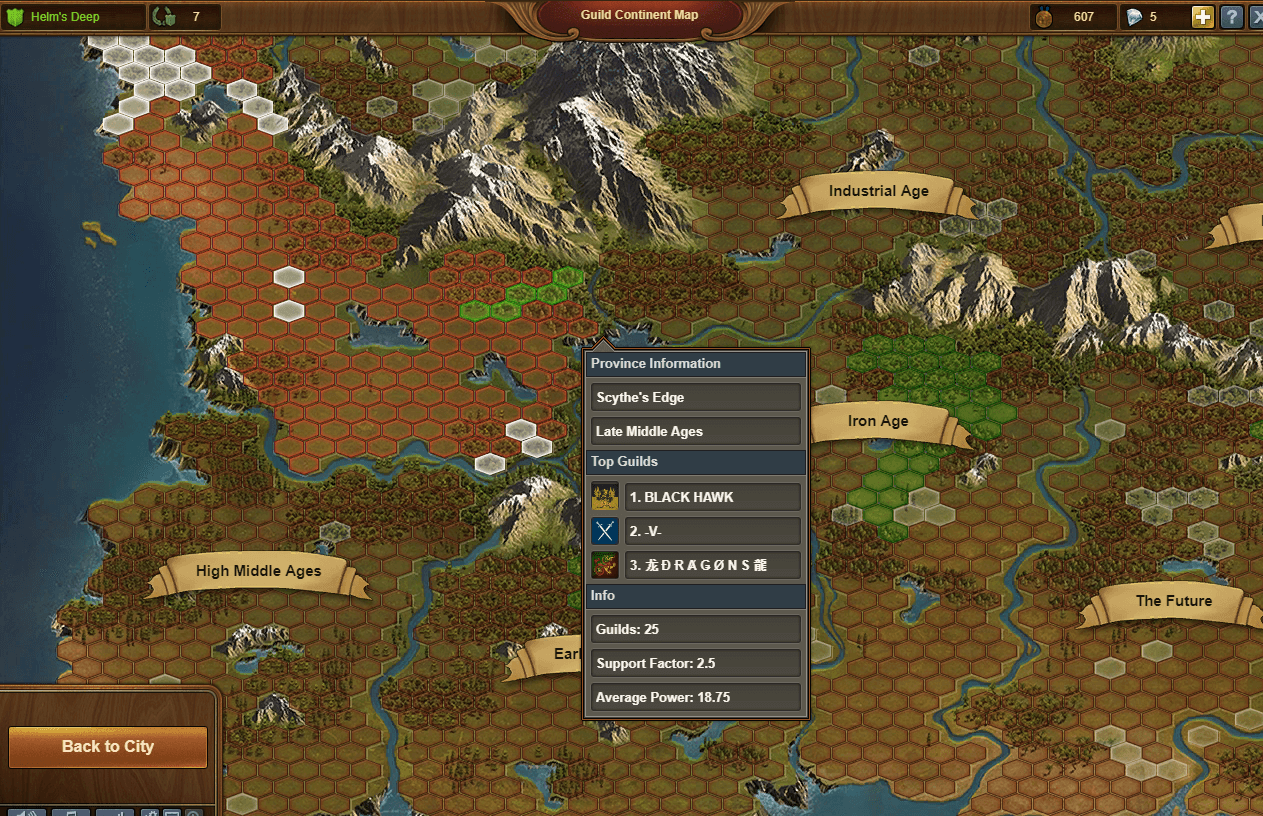 Helm's Deep
7
Guild Continent Map
607
5
?
Industrial Age
Province Information
Scythe's Edge
Late Middle Ages
Top Guilds
Iron Age
1. BLACK HAWK
2. -V-
3. 龙 Đ R Ѧ G Ø N S 龍
High Middle Ages
Info
The Future
Guilds: 25
Support Factor: 2.5
Average Power: 18.75
Back to City